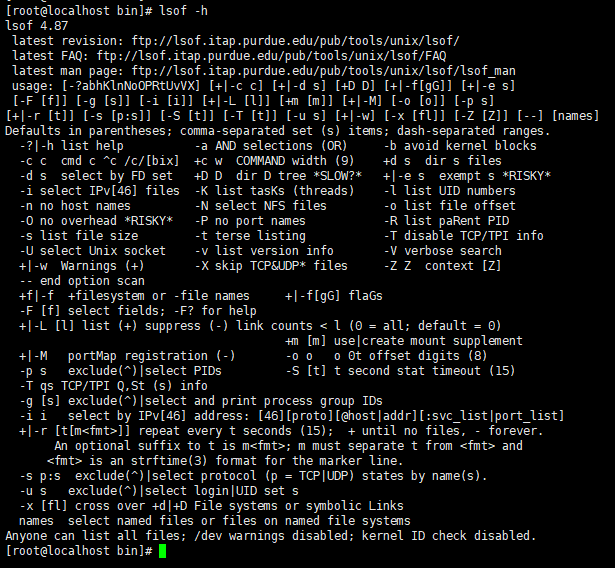 [root@localhost bin]# lsof -h
lsof 4.87
 latest revision: ftp://lsof.itap.purdue.edu/pub/tools/unix/lsof/
 latest FAQ: ftp://lsof.itap.purdue.edu/pub/tools/unix/lsof/FAQ
 latest man page: ftp://lsof.itap.purdue.edu/pub/tools/unix/lsof/lsof_man
 usage: [-?abhKlnNoOPRtUvVX] [+|-c c] [+|-d s] [+D D] [+|-f[gG]] [+|-e s]
 [-F [f]] [-g [s]] [-i [i]] [+|-L [l]] [+m [m]] [+|-M] [-o [o]] [-p s]
[+|-r [t]] [-s [p:s]] [-S [t]] [-T [t]] [-u s] [+|-w] [-x [fl]] [-Z [Z]] [--] [names]
Defaults in parentheses; comma-separated set (s) items; dash-separated ranges.
  -?|-h list help          -a AND selections (OR)     -b avoid kernel blocks
  -c c  cmd c ^c /c/[bix]  +c w  COMMAND width (9)    +d s  dir s files
  -d s  select by FD set   +D D  dir D tree *SLOW?*   +|-e s  exempt s *RISKY*
  -i select IPv[46] files  -K list tasKs (threads)    -l list UID numbers
  -n no host names         -N select NFS files        -o list file offset
  -O no overhead *RISKY*   -P no port names           -R list paRent PID
  -s list file size        -t terse listing           -T disable TCP/TPI info
  -U select Unix socket    -v list version info       -V verbose search
  +|-w  Warnings (+)       -X skip TCP&UDP* files     -Z Z  context [Z]
  -- end option scan
  +f|-f  +filesystem or -file names     +|-f[gG] flaGs
  -F [f] select fields; -F? for help
  +|-L [l] list (+) suppress (-) link counts < l (0 = all; default = 0)
                                        +m [m] use|create mount supplement
  +|-M   portMap registration (-)       -o o   o 0t offset digits (8)
  -p s   exclude(^)|select PIDs         -S [t] t second stat timeout (15)
  -T qs TCP/TPI Q,St (s) info
  -g [s] exclude(^)|select and print process group IDs
  -i i   select by IPv[46] address: [46][proto][@host|addr][:svc_list|port_list]
  +|-r [t[m<fmt>]] repeat every t seconds (15);  + until no files, - forever.
       An optional suffix to t is m<fmt>; m must separate t from <fmt> and
      <fmt> is an strftime(3) format for the marker line.
  -s p:s  exclude(^)|select protocol (p = TCP|UDP) states by name(s).
  -u s   exclude(^)|select login|UID set s
  -x [fl] cross over +d|+D File systems or symbolic Links
  names  select named files or files on named file systems
Anyone can list all files; /dev warnings disabled; kernel ID check disabled.
[root@localhost bin]#